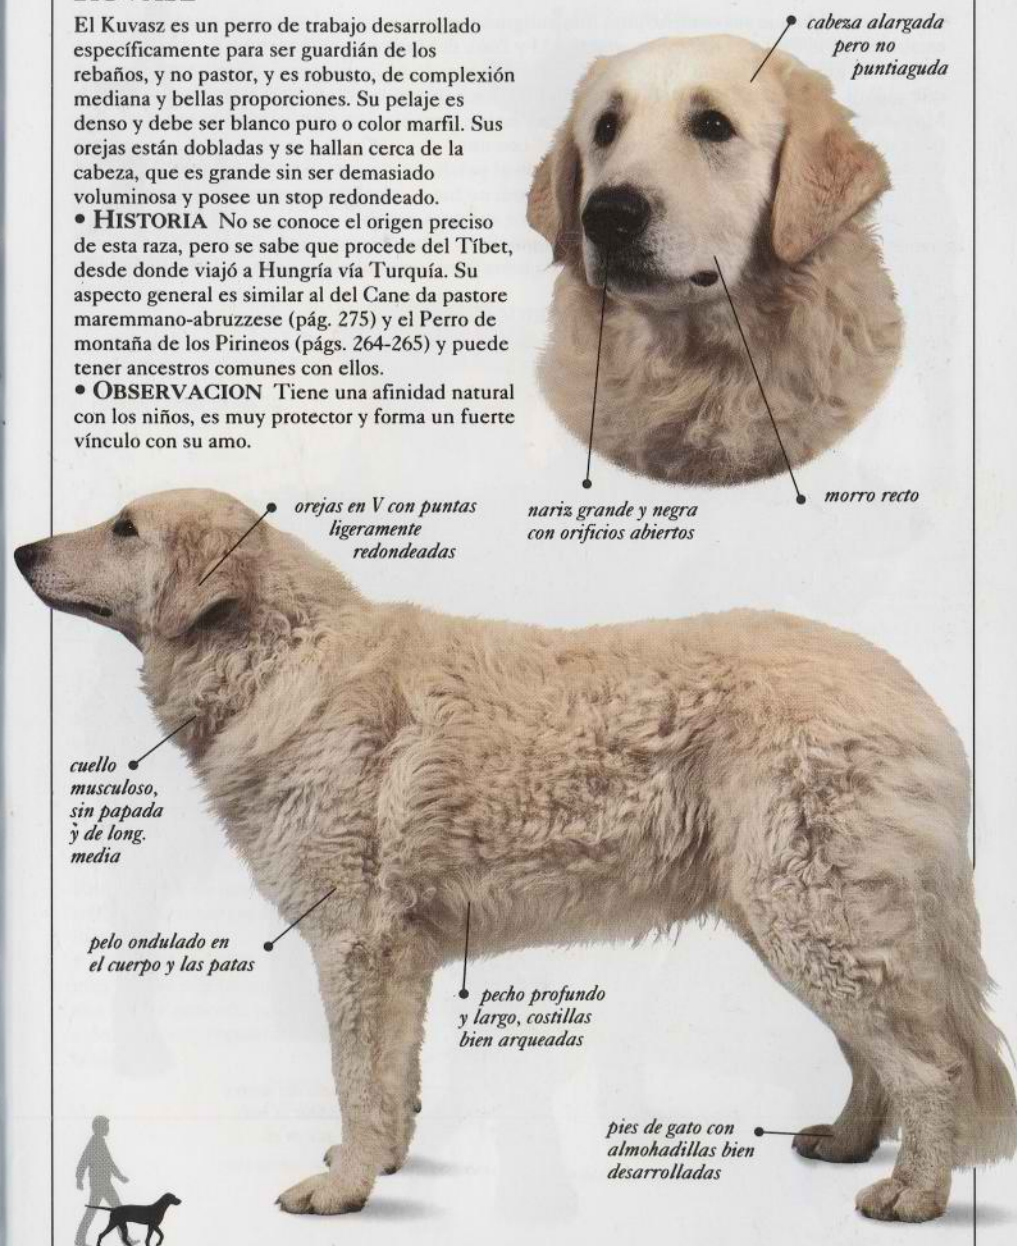 El Kuvasz es un perro de trabajo desarrollado
específicamente para ser guardián de los
rebaños, y no pastor, y es robusto, de complexión
mediana y bellas proporciones. Su pelaje es
denso y debe ser blanco puro o color marfil. Sus
orejas están dobladas y se hallan cerca de la
cabeza, que es grande sin ser demasiado
voluminosa y posee un stop redondeado.
• HISTORIA No se conoce el origen preciso
de esta raza, pero se sabe que procede del Tíbet,
desde donde viajó a Hungría vía Turquía. Su
aspecto general es similar al del Cane da pastore
maremmano-abruzzese (pág. 275) y el Perro de
montaña de los Pirineos (págs. 264-265) y puede
tener ancestros comunes con ellos.
• OBSERVACION Tiene una afinidad natural
con los niños, es muy protector y forma un fuerte
vínculo con su amo.
cabeza alargada
pero no
puntiaguda
nariz grande y negra
con orificios abiertos
morro recto
orejas en V con puntas
ligeramente
redondeadas
cuello
musculoso,
sin papada
y de long.
media
pelo ondulado en
el cuerpo y las patas
pecho profundo
y largo, costillas
bien arqueadas
pies de gato con
almohadillas bien
desarrolladas